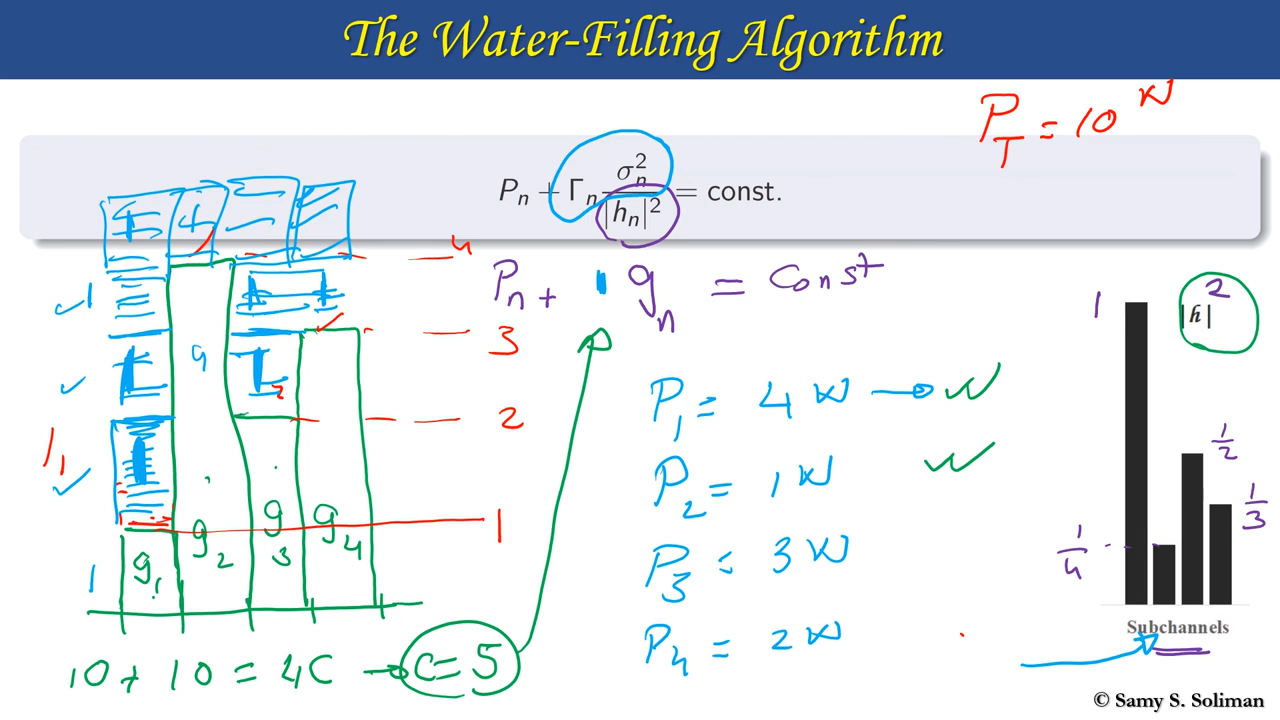 The Water-Filling Algorithm
P_T = 10 W
P_n + Γ_n σ_n^2 / |h_n|^2 = const.
P_n + g_n = Const
4
3
2
1
1
g_1
g_2
g_3
g_4
P_1 = 4 W
P_2 = 1 W
P_3 = 3 W
P_4 = 2 W
10 + 10 = 4C → C = 5
|h|^2
1
1/4
1/2
1/3
Subchannels
© Samy S. Soliman